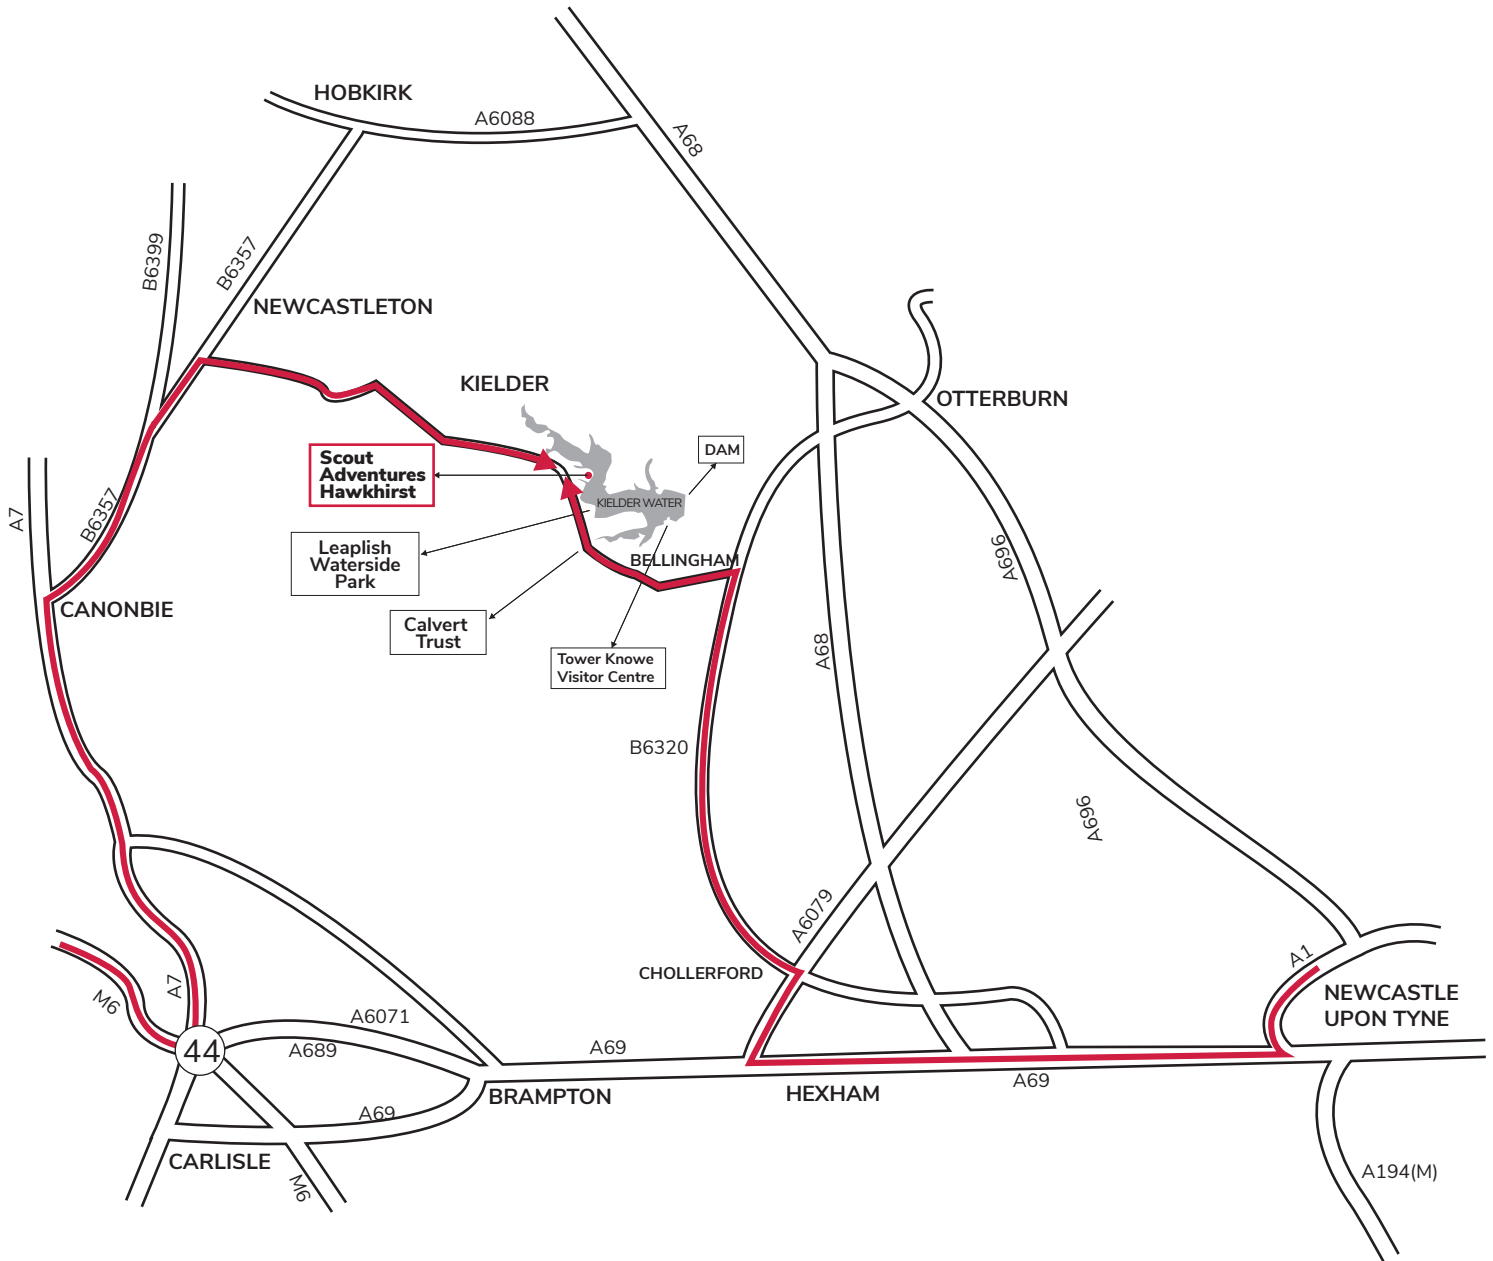 HOBKIRK
A6088
A68
B6399
B6357
NEWCASTLETON
KIELDER
OTTERBURN
DAM
Scout
Adventures
Hawkhirst
KIELDER WATER
A7
B6357
Leaplish
Waterside
Park
BELLINGHAM
A696
CANONBIE
Calvert
Trust
Tower Knowe
Visitor Centre
A68
B6320
A696
A6079
CHOLLERFORD
A1
M6
A7
NEWCASTLE
UPON TYNE
A6071
44
A689
A69
A69
BRAMPTON
HEXHAM
A69
CARLISLE
M6
A194(M)